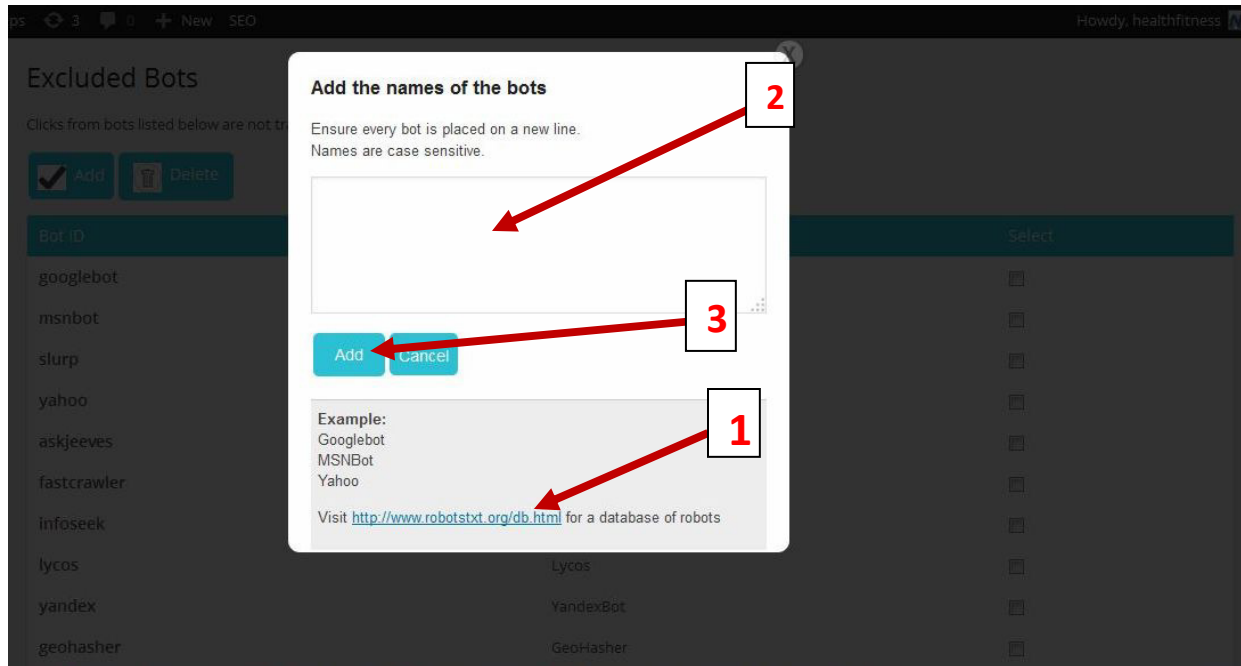 ps 3 0 + New SEO Howdy, healthfitness
Excluded Bots
Clicks from bots listed below are not
Add Delete
Bot ID Select
googlebot
msnbot
slurp
yahoo
askjeeves
fastcrawler
infoseek
lycos Lycos
yandex YandexBot
geohasher GeoHasher
X
Add the names of the bots
Ensure every bot is placed on a new line.
Names are case sensitive.
2
3
Add Cancel
1
Example:
Googlebot
MSNBot
Yahoo
Visit http://www.robotstxt.org/db.html for a database of robots